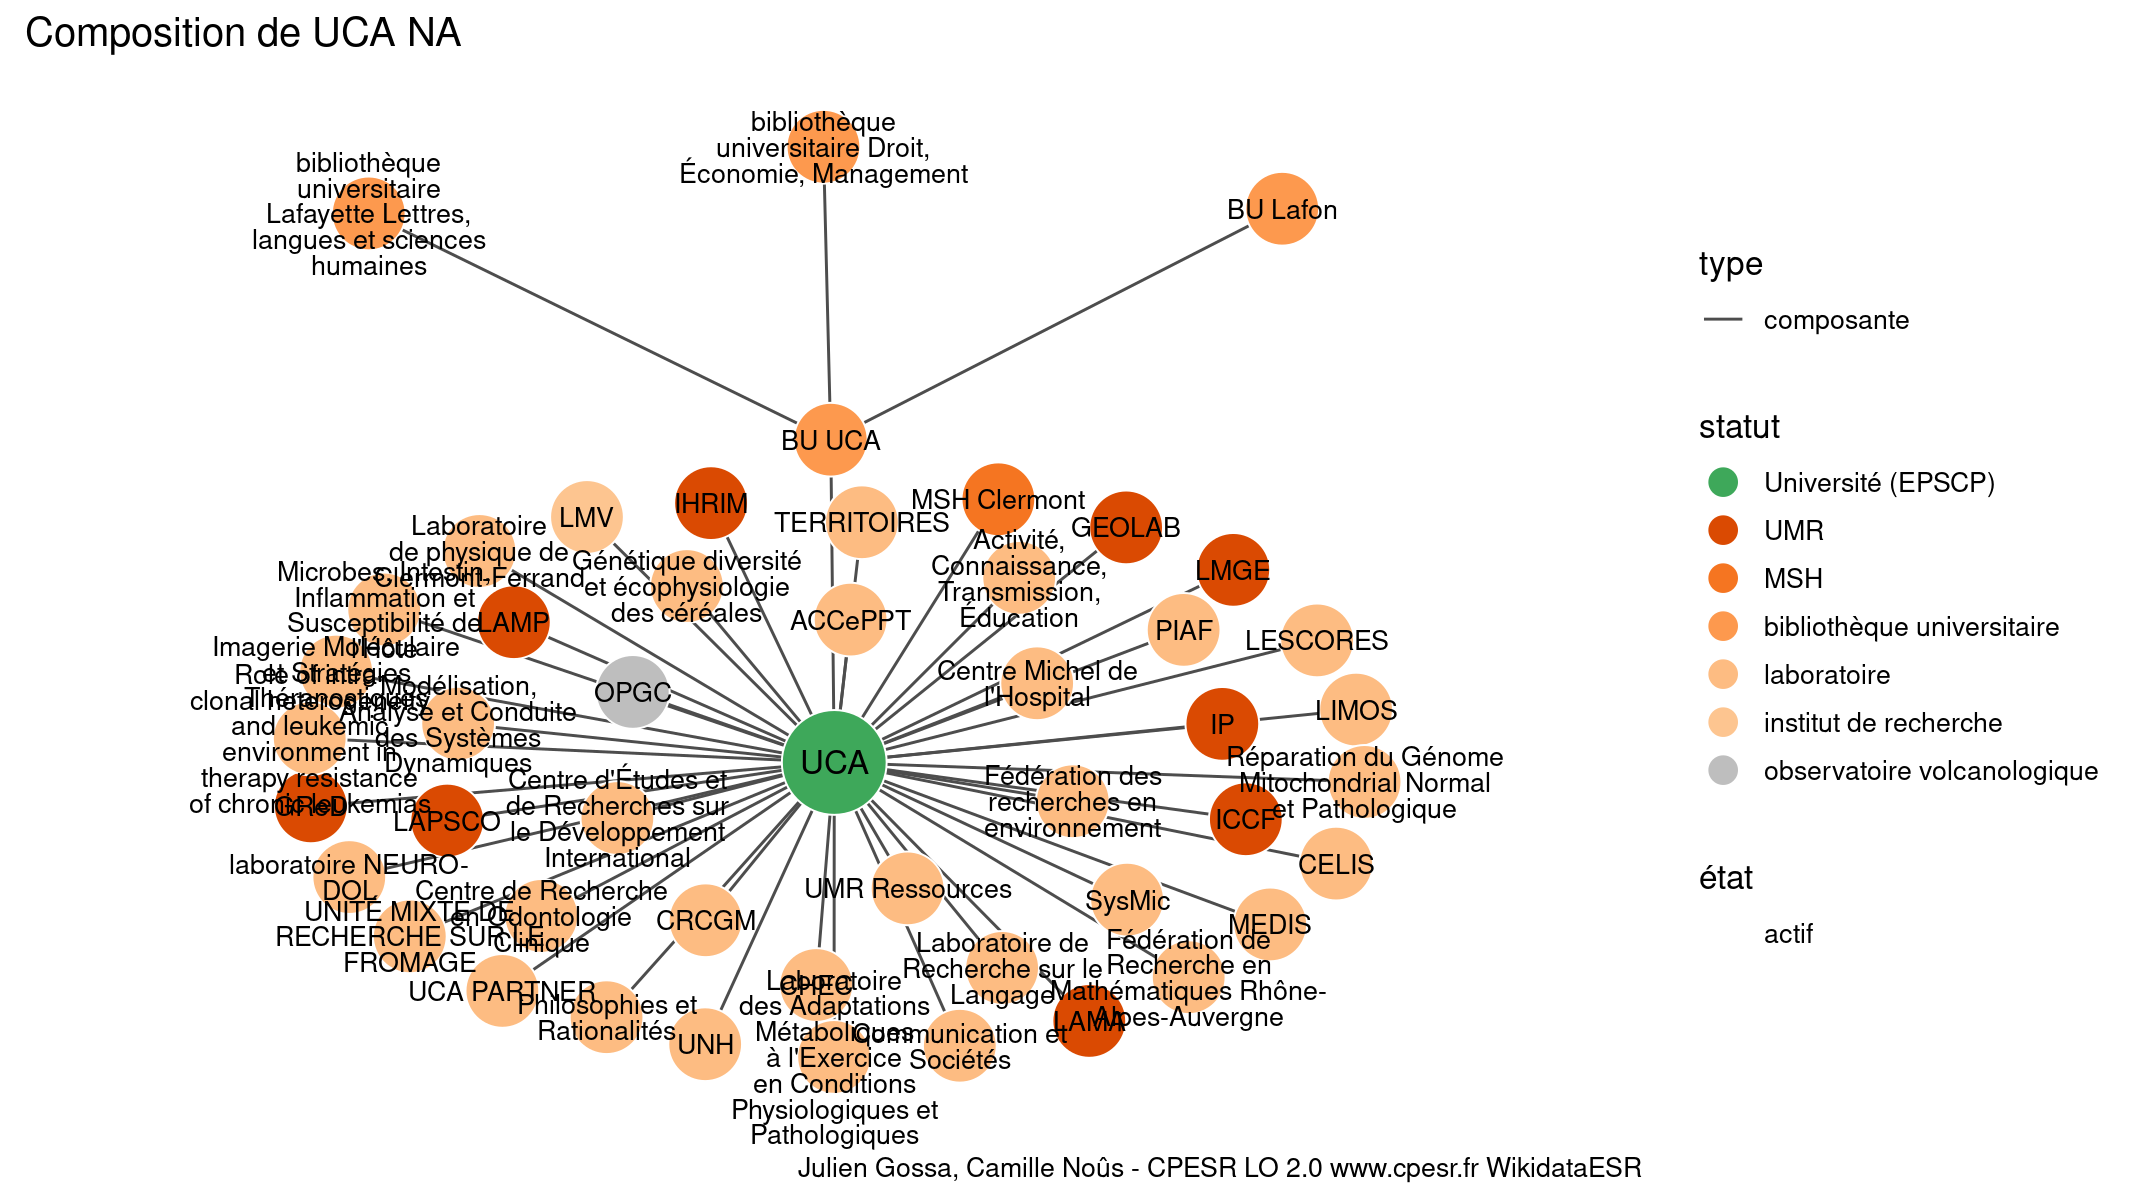 Composition de UCA NA
bibliothèque
universitaire Droit,
Économie, Management
bibliothèque
universitaire
Lafayette Lettres,
langues et sciences
humaines
BU Lafon
BU UCA
IHRIM
LMV
TERRITOIRES
MSH Clermont
GEOLAB
Laboratoire
de physique de
Clermont-Ferrand
Génétique diversité
et écophysiologie
des céréales
Activité,
Connaissance,
Transmission,
Éducation
LMGE
Microbes, Intestin,
Inflammation et
Susceptibilité de
l'Hôte
LAMP
ACCePPT
PIAF
LESCORES
Imagerie Moléculaire
et Stratégies
Théranostiques
Role of intra-
clonal heterogeneity
and leukemic
environment in
therapy resistance
of chronic leukemias
Modélisation,
Analyse et Conduite
des Systèmes
Dynamiques
OPGC
Centre Michel de
l'Hospital
IP
LIMOS
UCA
Réparation du Génome
Mitochondrial Normal
et Pathologique
Fédération des
recherches en
environnement
ICCF
GReD
LAPSCO
Centre d'Études et
de Recherches sur
le Développement
International
CELIS
laboratoire NEURO-
DOL
Centre de Recherche
en Odontologie
Clinique
CRCGM
UMR Ressources
SysMic
MEDIS
UNITÉ MIXTE DE
RECHERCHE SUR LE
FROMAGE
UCA PARTNER
Philosophies et
Rationalités
UNH
CHEC
Laboratoire
des Adaptations
Métaboliques
à l'Exercice
en Conditions
Physiologiques et
Pathologiques
Communication et
Sociétés
Laboratoire de
Recherche sur le
Langage
LAMA
Fédération de
Recherche en
Mathématiques Rhône-
Alpes-Auvergne
type
composante
statut
Université (EPSCP)
UMR
MSH
bibliothèque universitaire
laboratoire
institut de recherche
observatoire volcanologique
état
actif
Julien Gossa, Camille Noûs - CPESR LO 2.0 www.cpesr.fr WikidataESR